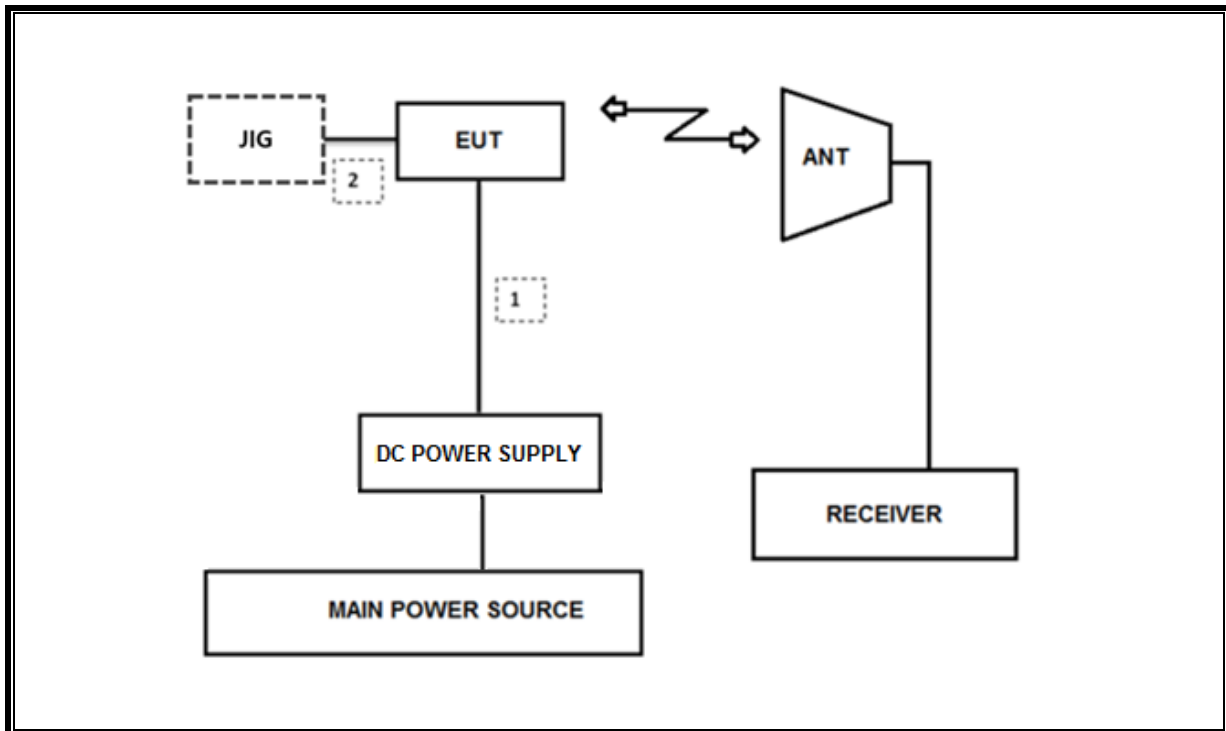 JIG
EUT
ANT
2
1
DC POWER SUPPLY
RECEIVER
MAIN POWER SOURCE